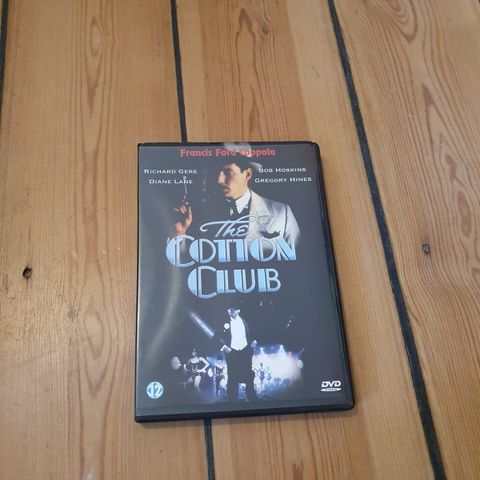 Francis Ford coppola
RICHARD GERE BOB HOSKINS
DIANE LANE GREGORY HINES
The
COTTON
CLUB
12
DVD